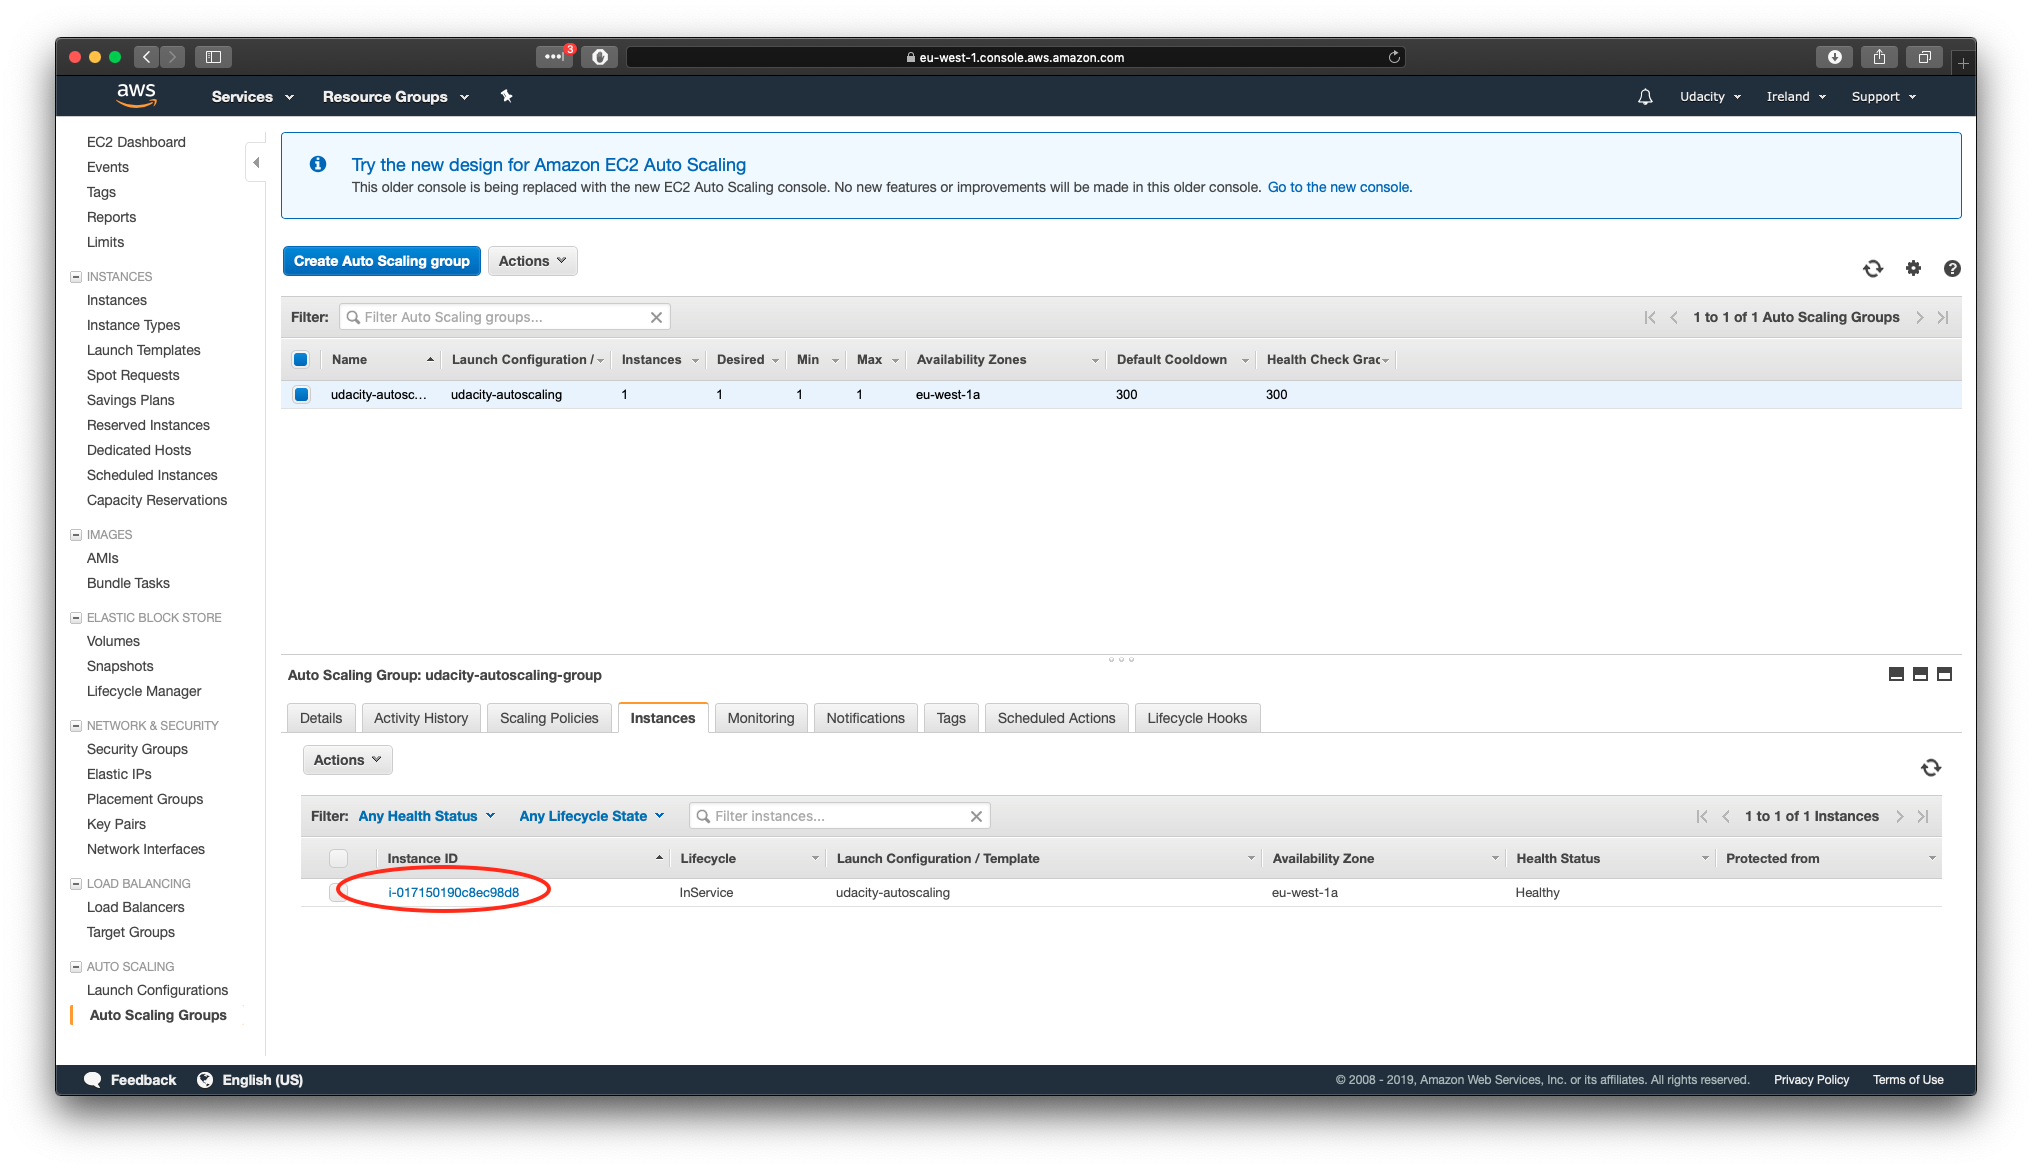 3
eu-west-1.console.aws.amazon.com
aws
Services
Resource Groups
Udacity
Ireland
Support
EC2 Dashboard
Events
Tags
Reports
Limits
INSTANCES
Instances
Instance Types
Launch Templates
Spot Requests
Savings Plans
Reserved Instances
Dedicated Hosts
Scheduled Instances
Capacity Reservations
IMAGES
AMIs
Bundle Tasks
ELASTIC BLOCK STORE
Volumes
Snapshots
Lifecycle Manager
NETWORK & SECURITY
Security Groups
Elastic IPs
Placement Groups
Key Pairs
Network Interfaces
LOAD BALANCING
Load Balancers
Target Groups
AUTO SCALING
Launch Configurations
Auto Scaling Groups
Try the new design for Amazon EC2 Auto Scaling
This older console is being replaced with the new EC2 Auto Scaling console. No new features or improvements will be made in this older console. Go to the new console.
Create Auto Scaling group
Actions
Filter: Filter Auto Scaling groups...
1 to 1 of 1 Auto Scaling Groups
Name Launch Configuration / Instances Desired Min Max Availability Zones Default Cooldown Health Check Grac
udacity-autosc... udacity-autoscaling 1 1 1 1 eu-west-1a 300 300
Auto Scaling Group: udacity-autoscaling-group
Details Activity History Scaling Policies Instances Monitoring Notifications Tags Scheduled Actions Lifecycle Hooks
Actions
Filter: Any Health Status Any Lifecycle State Filter instances...
1 to 1 of 1 Instances
Instance ID Lifecycle Launch Configuration / Template Availability Zone Health Status Protected from
i-017150190c8ec98d8 InService udacity-autoscaling eu-west-1a Healthy
Feedback
English (US)
© 2008 - 2019, Amazon Web Services, Inc. or its affiliates. All rights reserved.
Privacy Policy
Terms of Use